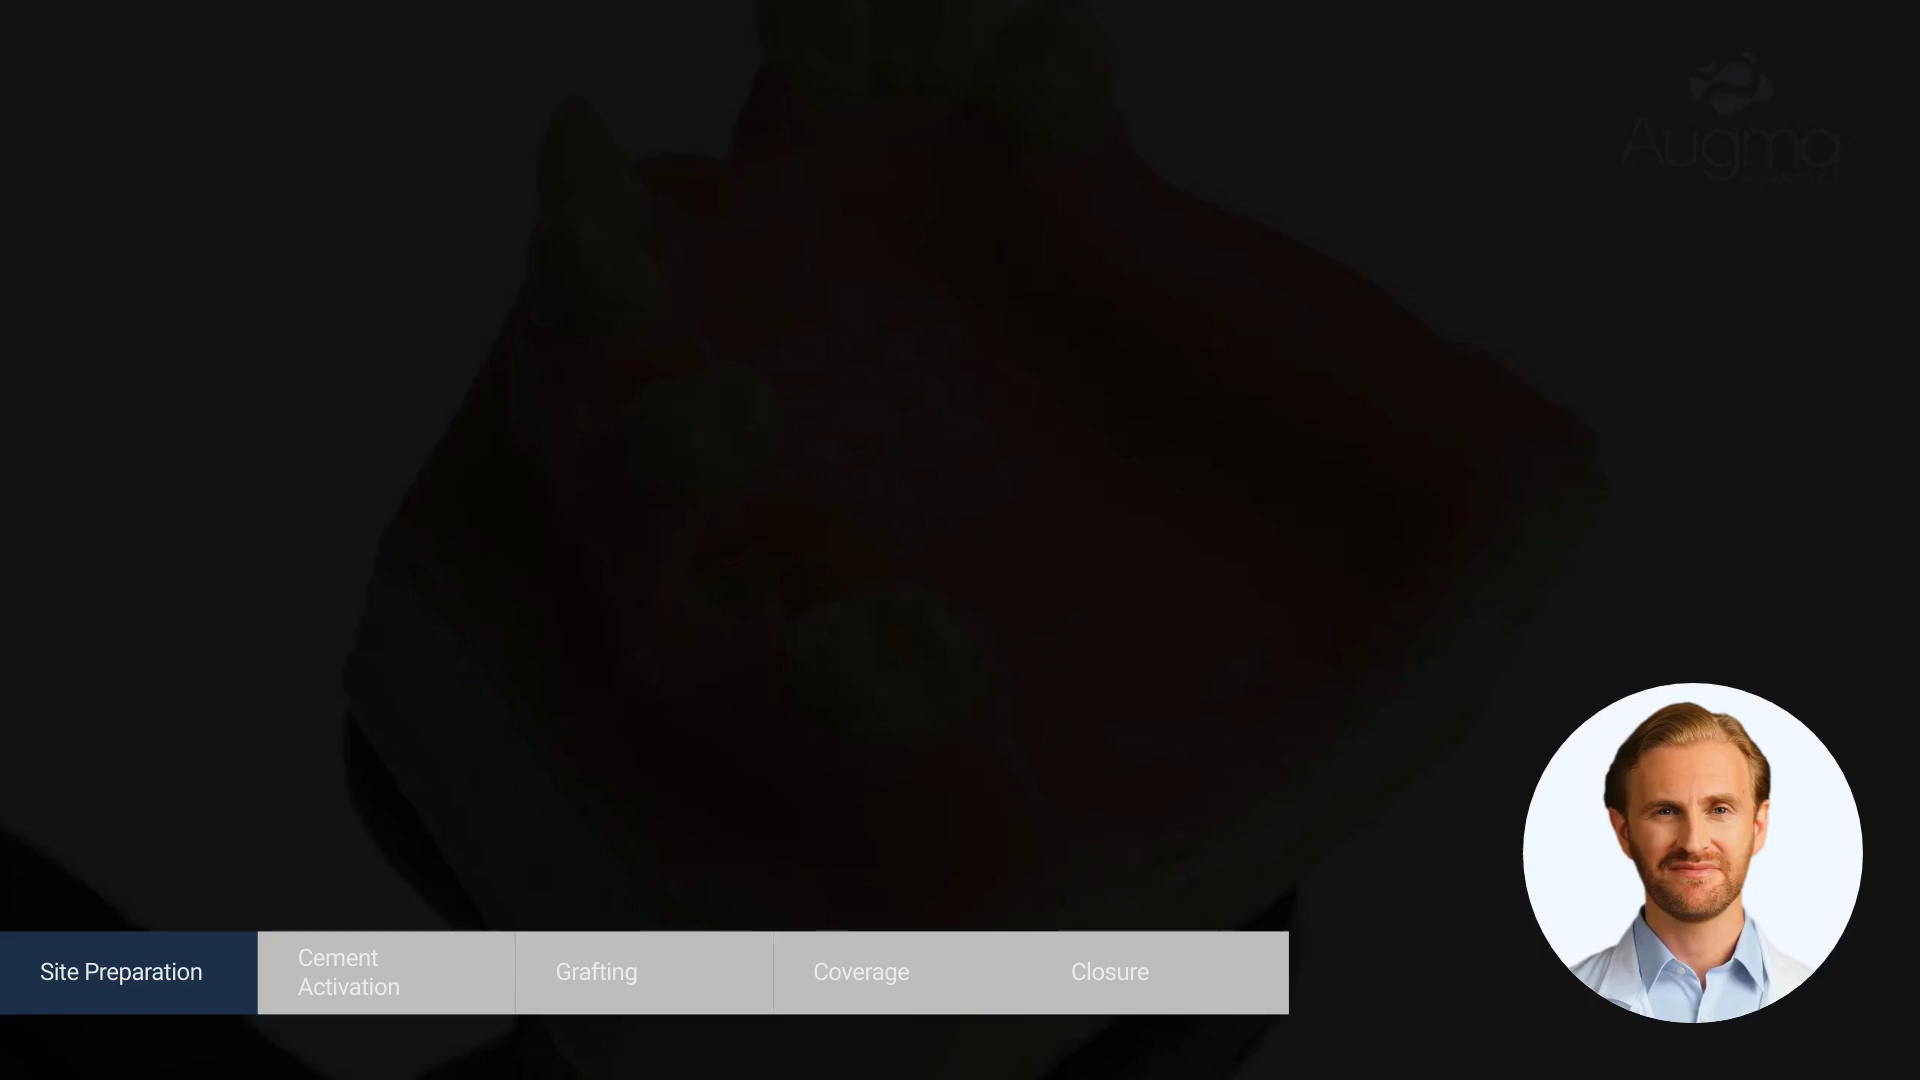 Augma
Site Preparation
Cement
Activation
Grafting
Coverage
Closure